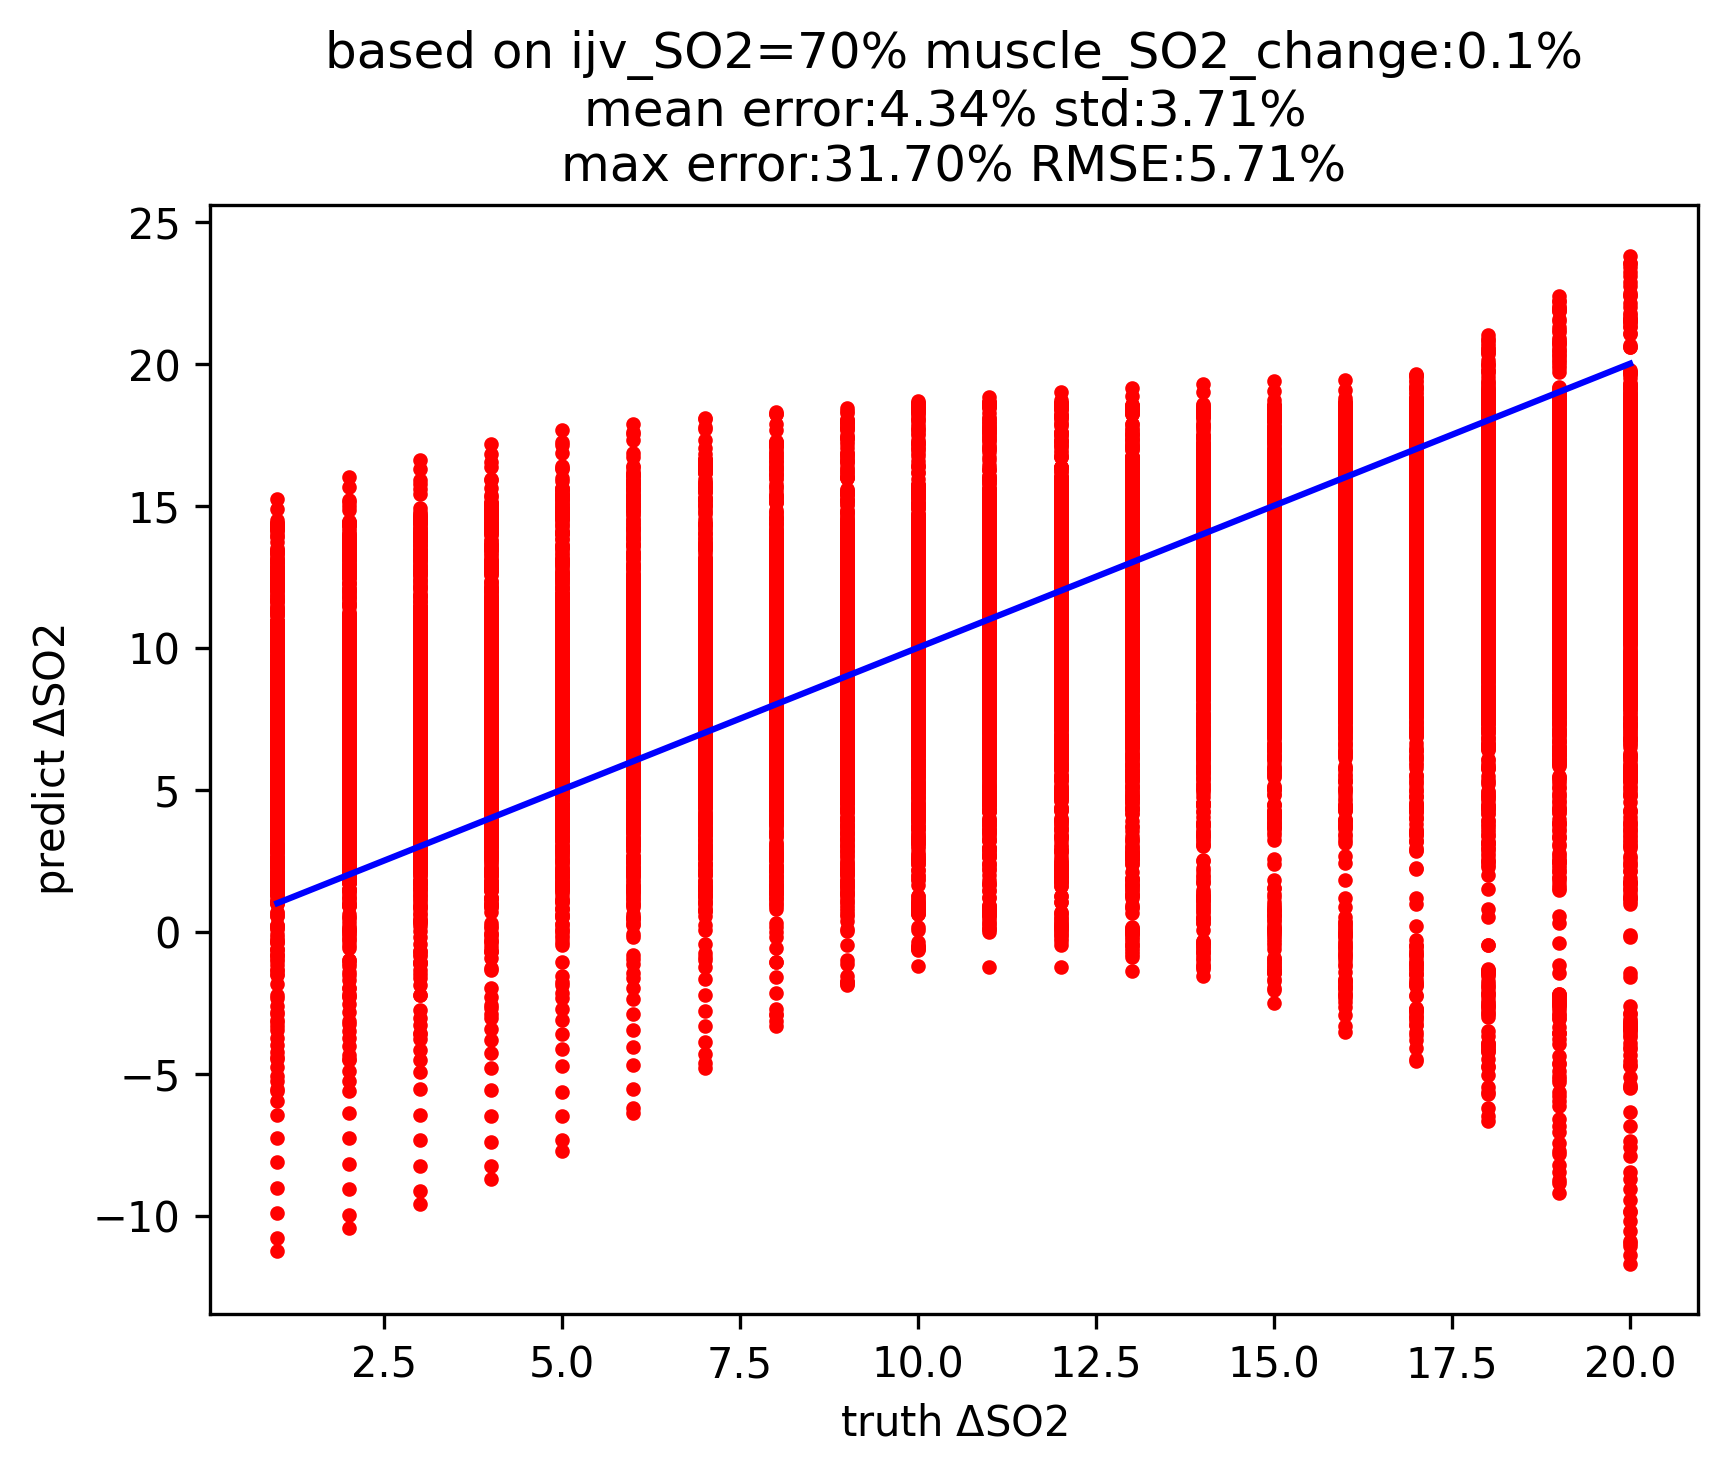 based on ijv_SO2=70% muscle_SO2_change:0.1%
mean error:4.34% std:3.71%
max error:31.70% RMSE:5.71%
25
20
15
10
5
0
−5
−10
predict ΔSO2
2.5 5.0 7.5 10.0 12.5 15.0 17.5 20.0
truth ΔSO2